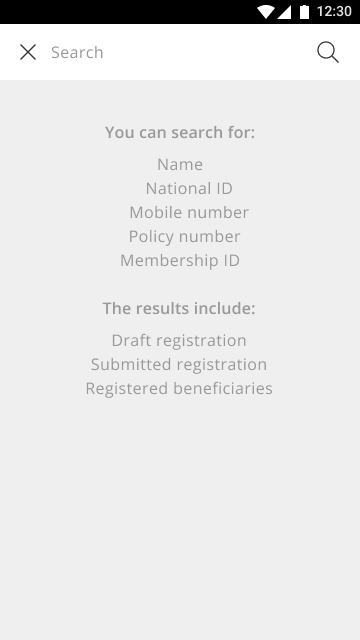 12:30
Search
You can search for:
Name
National ID
Mobile number
Policy number
Membership ID
The results include:
Draft registration
Submitted registration
Registered beneficiaries